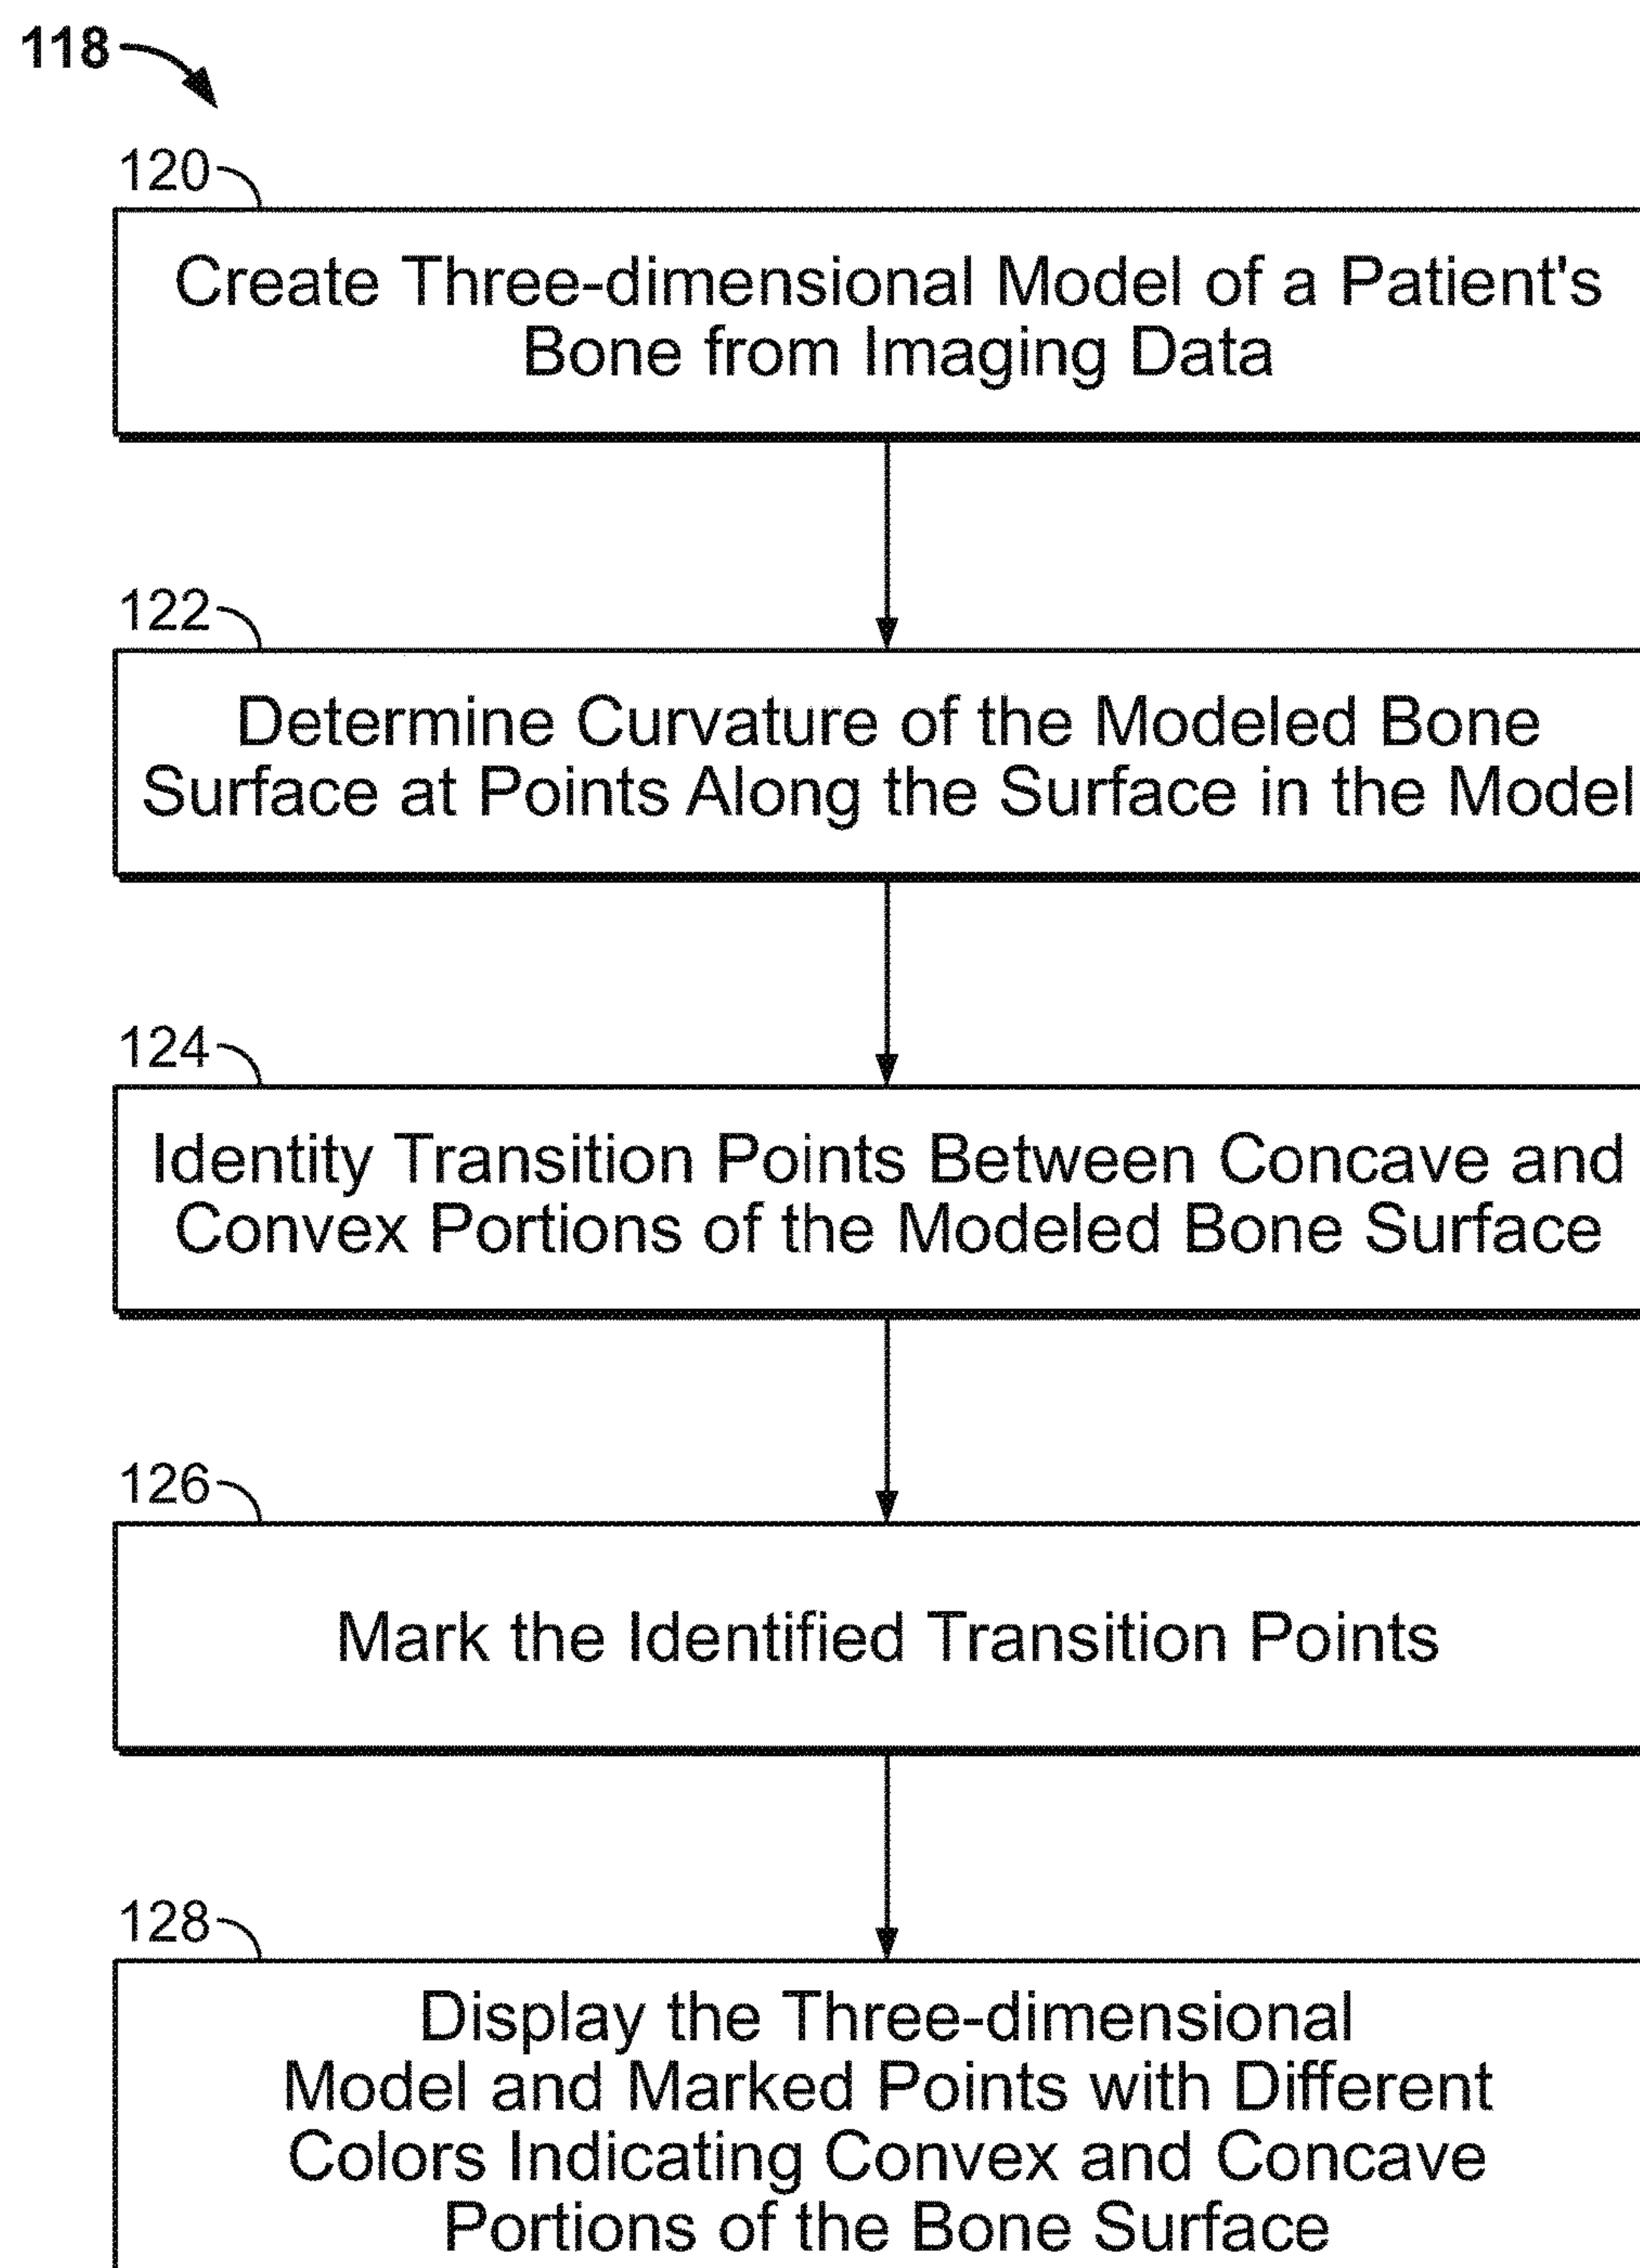 118
120
Create Three-dimensional Model of a Patient's
Bone from Imaging Data
122
Determine Curvature of the Modeled Bone
Surface at Points Along the Surface in the Model
124
Identity Transition Points Between Concave and
Convex Portions of the Modeled Bone Surface
126
Mark the Identified Transition Points
128
Display the Three-dimensional
Model and Marked Points with Different
Colors Indicating Convex and Concave
Portions of the Bone Surface